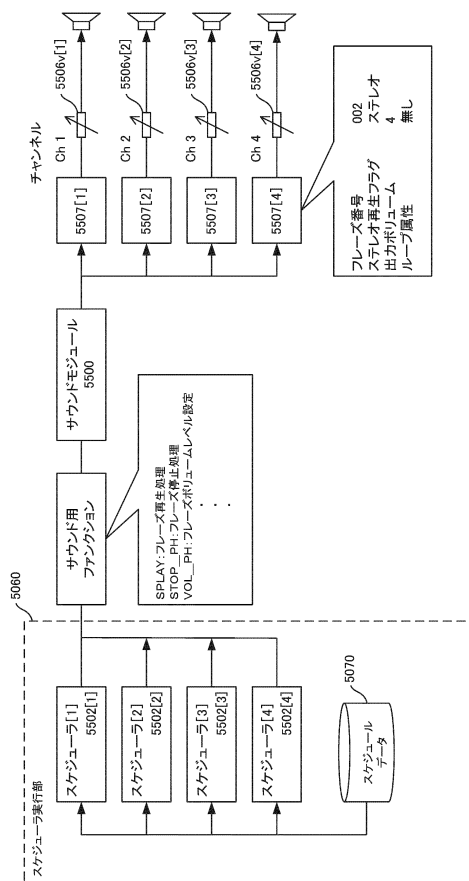 スケジューラ実行部
5060
スケジューラ[1]
5502[1]
スケジューラ[2]
5502[2]
スケジューラ[3]
5502[3]
スケジューラ[4]
5502[4]
スケジュール
データ
5070
サウンド用
ファンクション
SPLAY:フレーズ再生処理
STOP__PH:フレーズ停止処理
VOL__PH:フレーズボリュームレベル設定
・・・
サウンドモジュール
5500
チャンネル
5507[1]
Ch 1
5506v[1]
5507[2]
Ch 2
5506v[2]
5507[3]
Ch 3
5506v[3]
5507[4]
Ch 4
5506v[4]
フレーズ番号 002
ステレオ再生フラグ ステレオ
出力ボリューム 4
ループ属性 無し